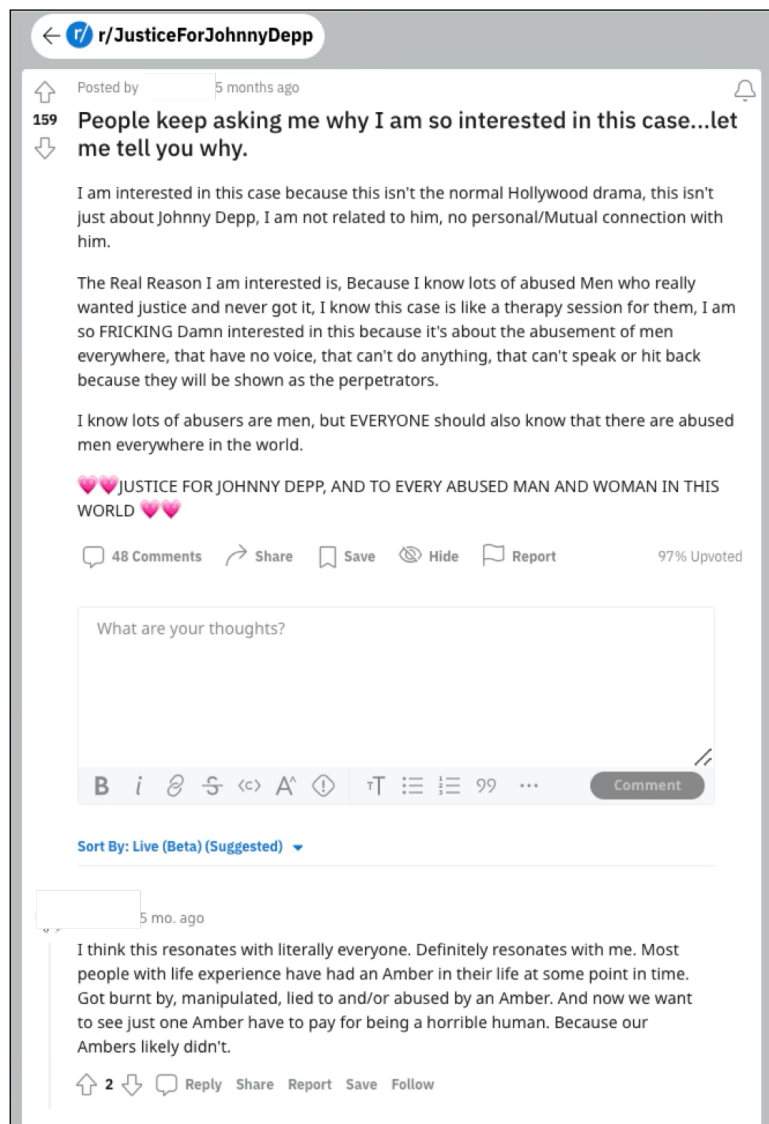 r/ r/JusticeForJohnnyDepp
Posted by 5 months ago
159
People keep asking me why I am so interested in this case...let
me tell you why.
I am interested in this case because this isn't the normal Hollywood drama, this isn't
just about Johnny Depp, I am not related to him, no personal/Mutual connection with
him.
The Real Reason I am interested is, Because I know lots of abused Men who really
wanted justice and never got it, I know this case is like a therapy session for them, I am
so FRICKING Damn interested in this because it's about the abusement of men
everywhere, that have no voice, that can't do anything, that can't speak or hit back
because they will be shown as the perpetrators.
I know lots of abusers are men, but EVERYONE should also know that there are abused
men everywhere in the world.
💗💗JUSTICE FOR JOHNNY DEPP, AND TO EVERY ABUSED MAN AND WOMAN IN THIS
WORLD 💗💗
48 Comments Share Save Hide Report 97% Upvoted
What are your thoughts?
B i S <c> A^ TT 99 ... Comment
Sort By: Live (Beta) (Suggested)
5 mo. ago
I think this resonates with literally everyone. Definitely resonates with me. Most
people with life experience have had an Amber in their life at some point in time.
Got burnt by, manipulated, lied to and/or abused by an Amber. And now we want
to see just one Amber have to pay for being a horrible human. Because our
Ambers likely didn't.
2 Reply Share Report Save Follow